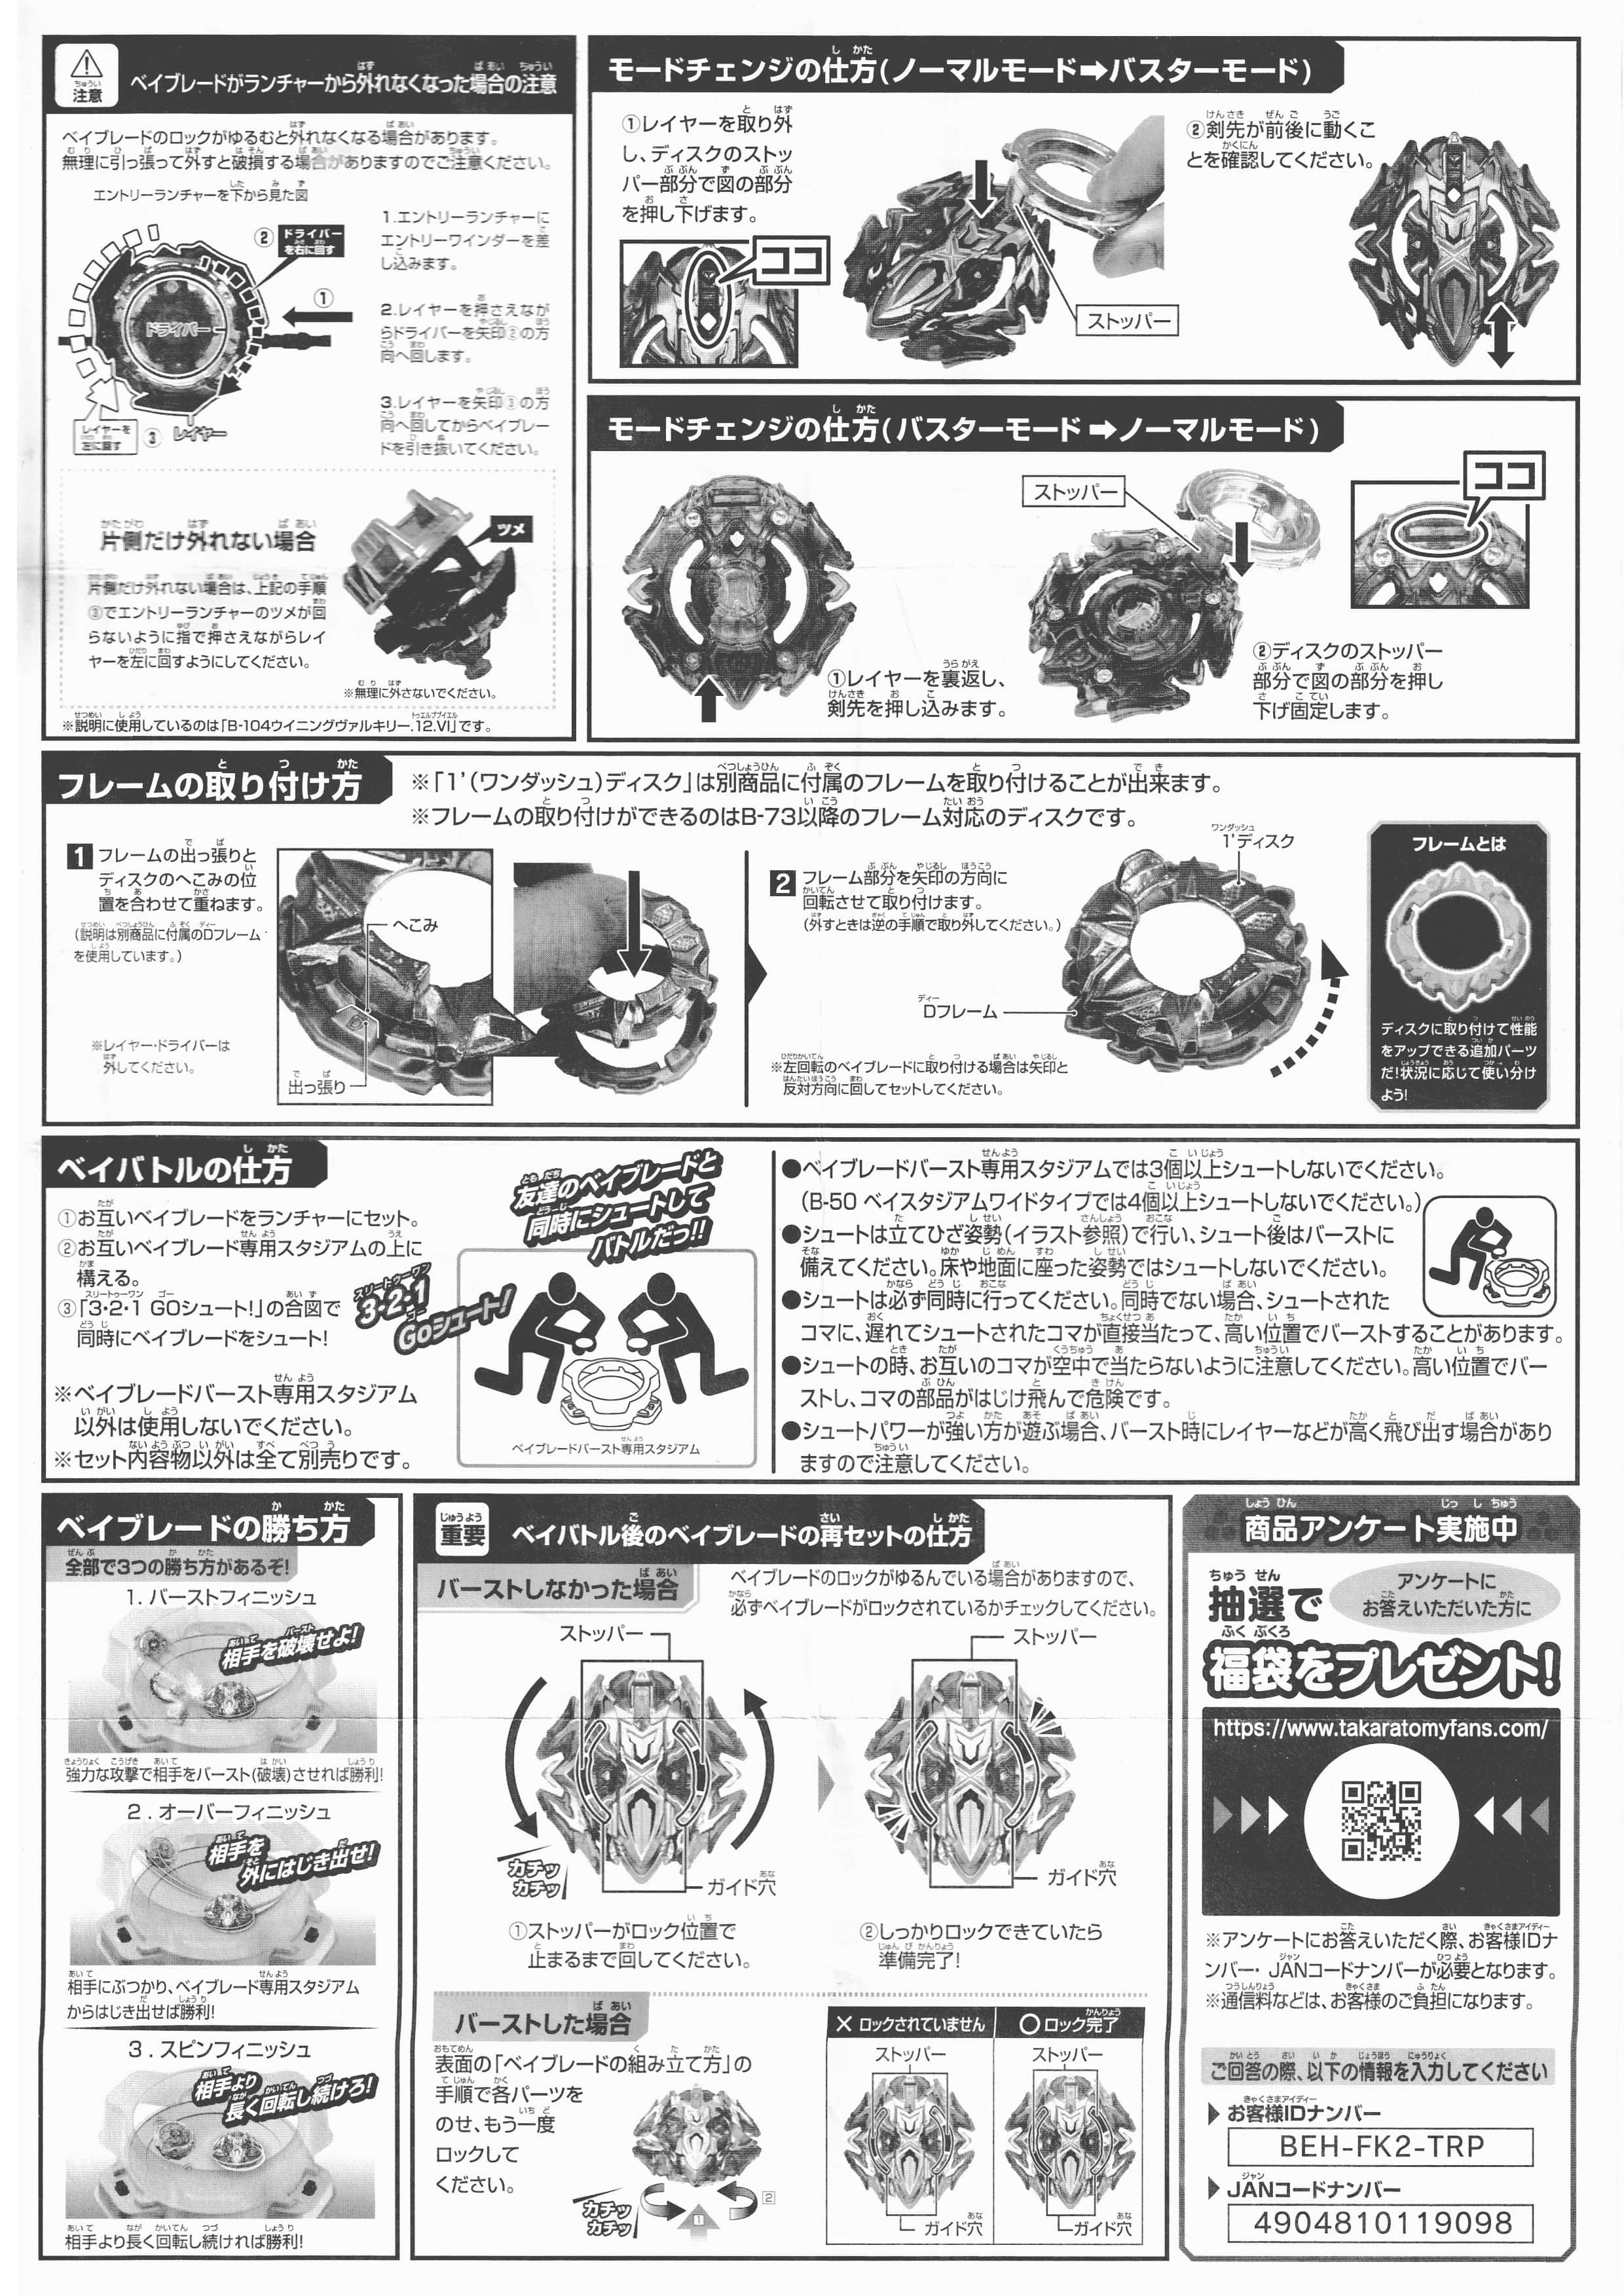 注意
ベイブレードがランチャーから外れなくなった場合の注意
ベイブレードのロックがゆるむと外れなくなる場合があります。
無理に引っ張って外すと破損する場合がありますのでご注意ください。
エントリーランチャーを下から見た図
②
ドライバー
を右に回す
①
ドライバー
レイヤーを
左に回す
③
レイヤー
1.エントリーランチャーに
エントリーワインダーを差
し込みます。
2.レイヤーを押さえなが
らドライバーを矢印②の方
向へ回します。
3.レイヤーを矢印③の方
向へ回してからベイブレー
ドを引き抜いてください。
片側だけ外れない場合
片側だけ外れない場合は、上記の手順
③でエントリーランチャーのツメが回
らないように指で押さえながらレイ
ヤーを左に回すようにしてください。
ツメ
※無理に外さないでください。
※説明に使用しているのは「B-104ウイニングヴァルキリー.12.Vl」です。
モードチェンジの仕方(ノーマルモード➡バスターモード)
①レイヤーを取り外
し、ディスクのストッ
パー部分で図の部分
を押し下げます。
ココ
ストッパー
②剣先が前後に動くこ
とを確認してください。
モードチェンジの仕方(バスターモード➡ノーマルモード)
①レイヤーを裏返し、
剣先を押し込みます。
ストッパー
ココ
②ディスクのストッパー
部分で図の部分を押し
下げ固定します。
フレームの取り付け方
※「1'(ワンダッシュ)ディスク」は別商品に付属のフレームを取り付けることが出来ます。
※フレームの取り付けができるのはB-73以降のフレーム対応のディスクです。
1 フレームの出っ張りと
ディスクのへこみの位
置を合わせて重ねます。
(説明は別商品に付属のDフレーム
を使用しています。)
※レイヤー・ドライバーは
外してください。
へこみ
出っ張り
2 フレーム部分を矢印の方向に
回転させて取り付けます。
(外すときは逆の手順で取り外してください。)
1'ディスク
Dフレーム
※左回転のベイブレードに取り付ける場合は矢印と
反対方向に回してセットしてください。
フレームとは
ディスクに取り付けて性能
をアップできる追加パーツ
だ!状況に応じて使い分け
よう!
ベイバトルの仕方
①お互いベイブレードをランチャーにセット。
②お互いベイブレード専用スタジアムの上に
構える。
③「3・2・1 GOシュート!」の合図で
同時にベイブレードをシュート!
※ベイブレードバースト専用スタジアム
以外は使用しないでください。
※セット内容物以外は全て別売りです。
友達のベイブレードと
同時にシュートして
バトルだっ!!
3・2・1
Goシュート!
ベイブレードバースト専用スタジアム
●ベイブレードバースト専用スタジアムでは3個以上シュートしないでください。
(B-50 ベイスタジアムワイドタイプでは4個以上シュートしないでください。)
●シュートは立てひざ姿勢(イラスト参照)で行い、シュート後はバーストに
備えてください。床や地面に座った姿勢ではシュートしないでください。
●シュートは必ず同時に行ってください。同時でない場合、シュートされた
コマに、遅れてシュートされたコマが直接当たって、高い位置でバーストすることがあります。
●シュートの時、お互いのコマが空中で当たらないように注意してください。高い位置でバー
ストし、コマの部品がはじけ飛んで危険です。
●シュートパワーが強い方が遊ぶ場合、バースト時にレイヤーなどが高く飛び出す場合があり
ますので注意してください。
ベイブレードの勝ち方
全部で3つの勝ち方があるぞ!
1. バーストフィニッシュ
相手を破壊せよ!
強力な攻撃で相手をバースト(破壊)させれば勝利!
2. オーバーフィニッシュ
相手を
外にはじき出せ!
相手にぶつかり、ベイブレード専用スタジアム
からはじき出せば勝利!
3. スピンフィニッシュ
相手より
長く回転し続けろ!
相手より長く回転し続ければ勝利!
重要
ベイバトル後のベイブレードの再セットの仕方
バーストしなかった場合
ベイブレードのロックがゆるんでいる場合がありますので、
必ずベイブレードがロックされているかチェックしてください。
ストッパー
カチッ
カチッ
ガイド穴
①ストッパーがロック位置で
止まるまで回してください。
ストッパー
ガイド穴
②しっかりロックできていたら
準備完了!
バーストした場合
表面の「ベイブレードの組み立て方」の
手順で各パーツを
のせ、もう一度
ロックして
ください。
カチッ
カチッ
1
2
× ロックされていません
ストッパー
ガイド穴
○ ロック完了
ストッパー
ガイド穴
商品アンケート実施中
アンケートに
お答えいただいた方に
抽選で
福袋をプレゼント!
https://www.takaratomyfans.com/
※アンケートにお答えいただく際、お客様IDナ
ンバー・JANコードナンバーが必要となります。
※通信料などは、お客様のご負担になります。
ご回答の際、以下の情報を入力してください
お客様IDナンバー
BEH-FK2-TRP
JANコードナンバー
4904810119098